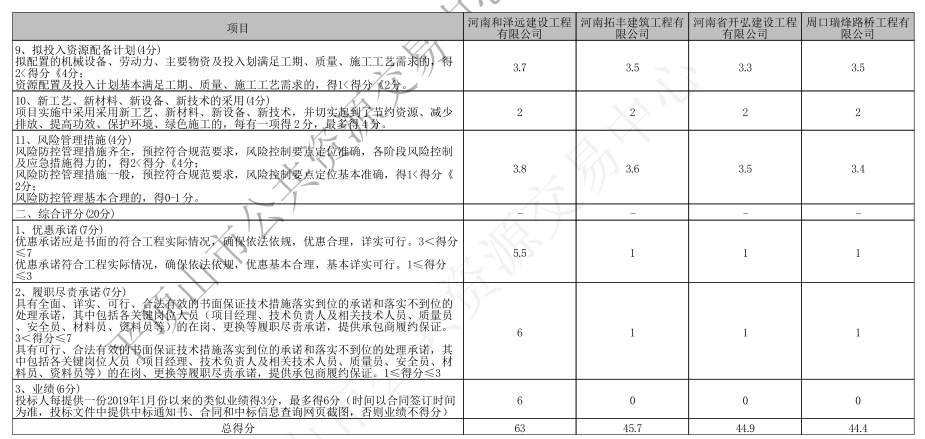 项目
河南和泽远建设工程有限公司
河南拓丰建筑工程有限公司
河南省开弘建设工程有限公司
周口瑞烽路桥工程有限公司
9、拟投入资源配备计划(4分)
拟配置的机械设备、劳动力、主要物资及投入划满足工期、质量、施工工艺需求的，得
2<得分《4分；
资源配置及投入计划基本满足工期、质量、施工工艺需求的，得1<得分《2分。
3.7
3.5
3.3
3.5
10、新工艺、新材料、新设备、新技术的采用(4分)
项目实施中采用采用新工艺、新材料、新设备、新技术，并切实起到了节约资源、减少
排放、提高功效、保护环境、绿色施工的，每有一项得２分，最多得４分。
2
2
2
2
11、风险管理措施(4分)
风险防控管理措施齐全，预控符合规范要求，风险控制要点定位准确，各阶段风险控制
及应急措施得力的，得2<得分《4分；
风险防控管理措施一般，预控符合规范要求，风险控制要点定位基本准确，得1<得分《
2分；
风险防控管理基本合理的，得0-1分。
3.8
3.6
3.5
3.4
二、综合评分(20分)
-
-
-
-
1、优惠承诺(7分)
优惠承诺应是书面的符合工程实际情况，确保依法依规，优惠合理，详实可行。3<得分
≤7
优惠承诺符合工程实际情况，确保依法依规，优惠基本合理，基本详实可行。1≤得分
≤3
5.5
1
1
1
2、履职尽责承诺(7分)
具有全面、详实、可行、合法有效的书面保证技术措施落实到位的承诺和落实不到位的
处理承诺，其中包括各关键岗位人员（项目经理、技术负责人及相关技术人员、质量员
、安全员、材料员、资料员等）的在岗、更换等履职尽责承诺，提供承包商履约保证。
3<得分≤7
具有可行、合法有效的书面保证技术措施落实到位的承诺和落实不到位的处理承诺，其
中包括各关键岗位人员（项目经理、技术负责人及相关技术人员、质量员、安全员、材
料员、资料员等）的在岗、更换等履职尽责承诺，提供承包商履约保证。1≤得分≤3
6
1
1
1
3、业绩(6分)
投标人每提供一份2019年1月份以来的类似业绩得3分，最多得6分（时间以合同签订时间
为准，投标文件中提供中标通知书、合同和中标信息查询网页截图，否则业绩不得分）
6
0
0
0
总得分
63
45.7
44.9
44.4
平顶山市公共资源交易中心